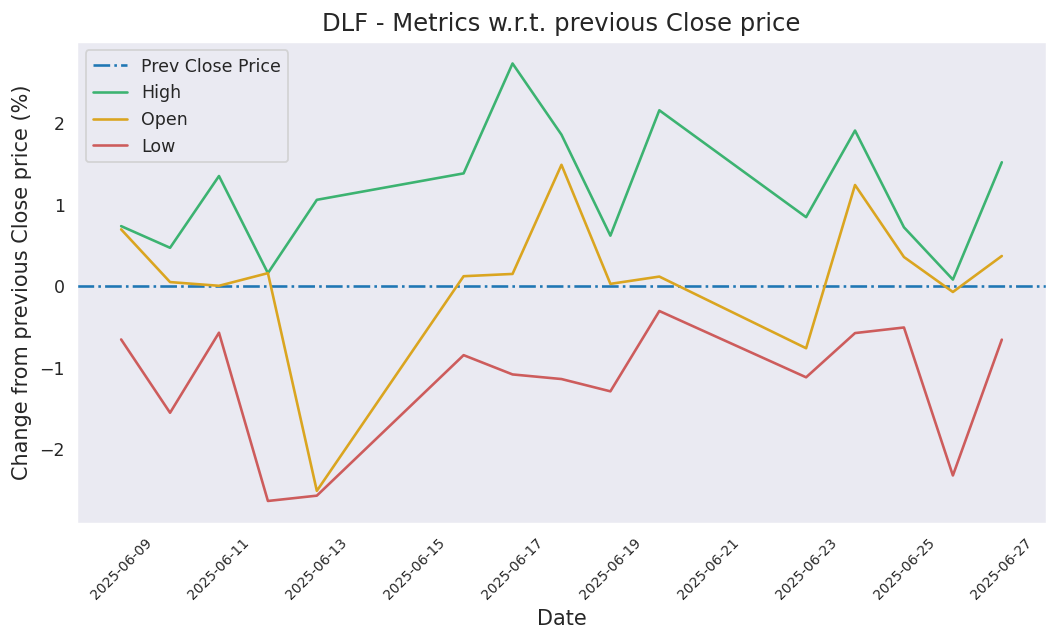 DLF - Metrics w.r.t. previous Close price
Prev Close Price
High
Open
Low
Change from previous Close price (%)
2
1
0
−1
−2
2025-06-09
2025-06-11
2025-06-13
2025-06-15
2025-06-17
2025-06-19
2025-06-21
2025-06-23
2025-06-25
2025-06-27
Date